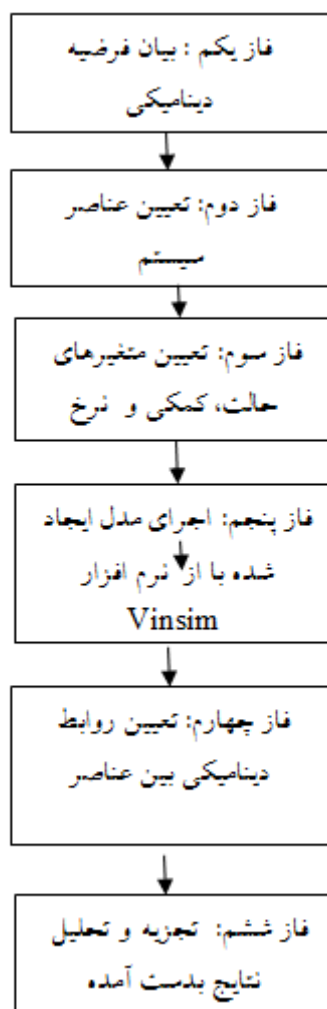 فاز یکم : بیان فرضیه
دینامیکی
فاز دوم: تعیین عناصر
سیستم
فاز سوم: تعیین متغیرهای
حالت، کمکی و نرخ
فاز پنجم: اجرای مدل ایجاد
شده با از نرم افزار
Vinsim
فاز چهارم: تعیین روابط
دینامیکی بین عناصر
فاز ششم: تجزیه و تحلیل
نتایج بدست آمده